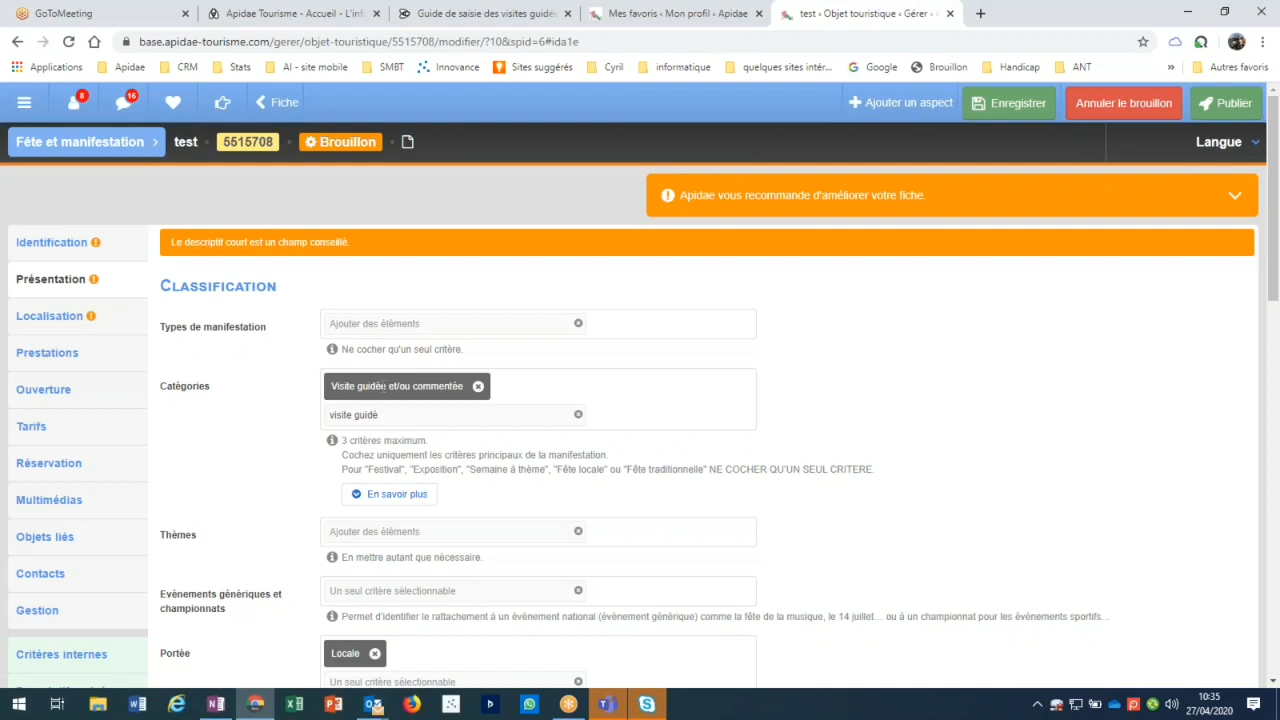 GoToMeeting
Apidae Tourisme - Accueil - L'inf
Guide de saisie des visites guidé
Mes favoris ‹ Mon profil ‹ Apidae
test ‹ Objet touristique ‹ Gérer ‹ A
base.apidae-tourisme.com/gerer/objet-touristique/5515708/modifier/?10&spid=6#ida1e
Applications
Apidae
CRM
Stats
AI - site mobile
SMBT
Innovance
Sites suggérés
Cyril
informatique
quelques sites intér...
Google
Brouillon
Handicap
ANT
»
Autres favoris
8
16
Fiche
Ajouter un aspect
Enregistrer
Annuler le brouillon
Publier
Fête et manifestation
test
5515708
Brouillon
Langue
Apidae vous recommande d'améliorer votre fiche.
Identification
Présentation
Localisation
Prestations
Ouverture
Tarifs
Réservation
Multimédias
Objets liés
Contacts
Gestion
Critères internes
Le descriptif court est un champ conseillé.
CLASSIFICATION
Types de manifestation
Ajouter des éléments
Ne cocher qu'un seul critère.
Catégories
Visite guidée et/ou commentée
visite guidé
3 critères maximum.
Cochez uniquement les critères principaux de la manifestation.
Pour "Festival", "Exposition", "Semaine à thème", "Fête locale" ou "Fête traditionnelle" NE COCHER QU'UN SEUL CRITERE.
En savoir plus
Thèmes
Ajouter des éléments
En mettre autant que nécessaire.
Evènements génériques et
championnats
Un seul critère sélectionnable
Permet d'identifier le rattachement à un évènement national (évènement générique) comme la fête de la musique, le 14 juillet... ou à un championnat pour les évènements sportifs...
Portée
Locale
Un seul critère sélectionnable
10:35
27/04/2020